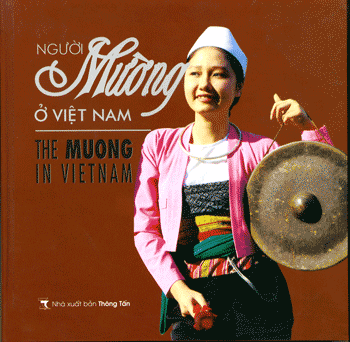 NGƯỜI
Mường
Ở VIỆT NAM
THE MUONG
IN VIETNAM
Nhà xuất bản Thông Tấn